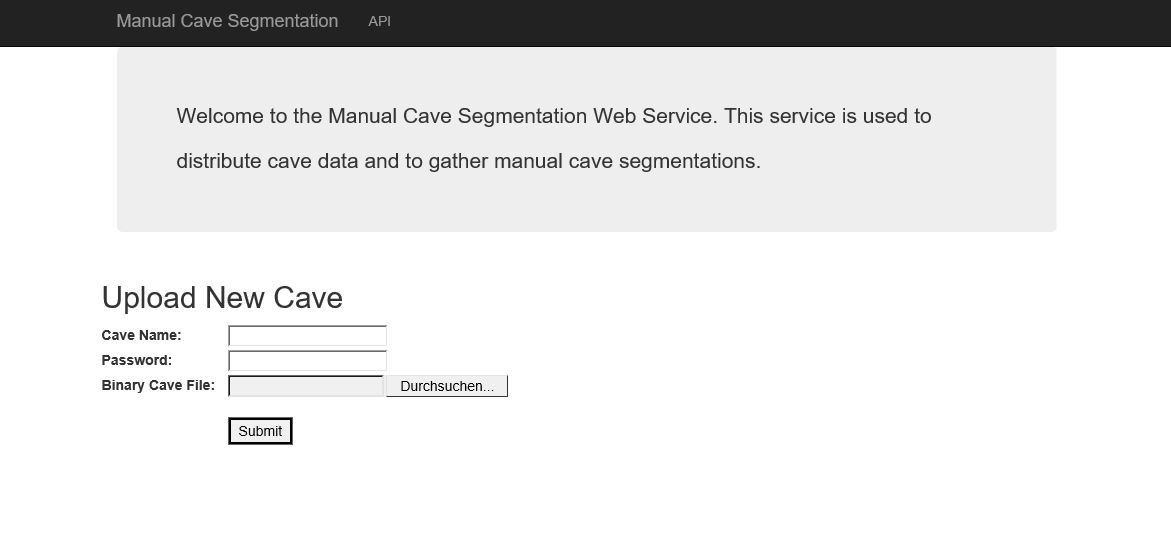 Manual Cave Segmentation API
Welcome to the Manual Cave Segmentation Web Service. This service is used to
distribute cave data and to gather manual cave segmentations.
Upload New Cave
Cave Name:
Password:
Binary Cave File: Durchsuchen...
Submit